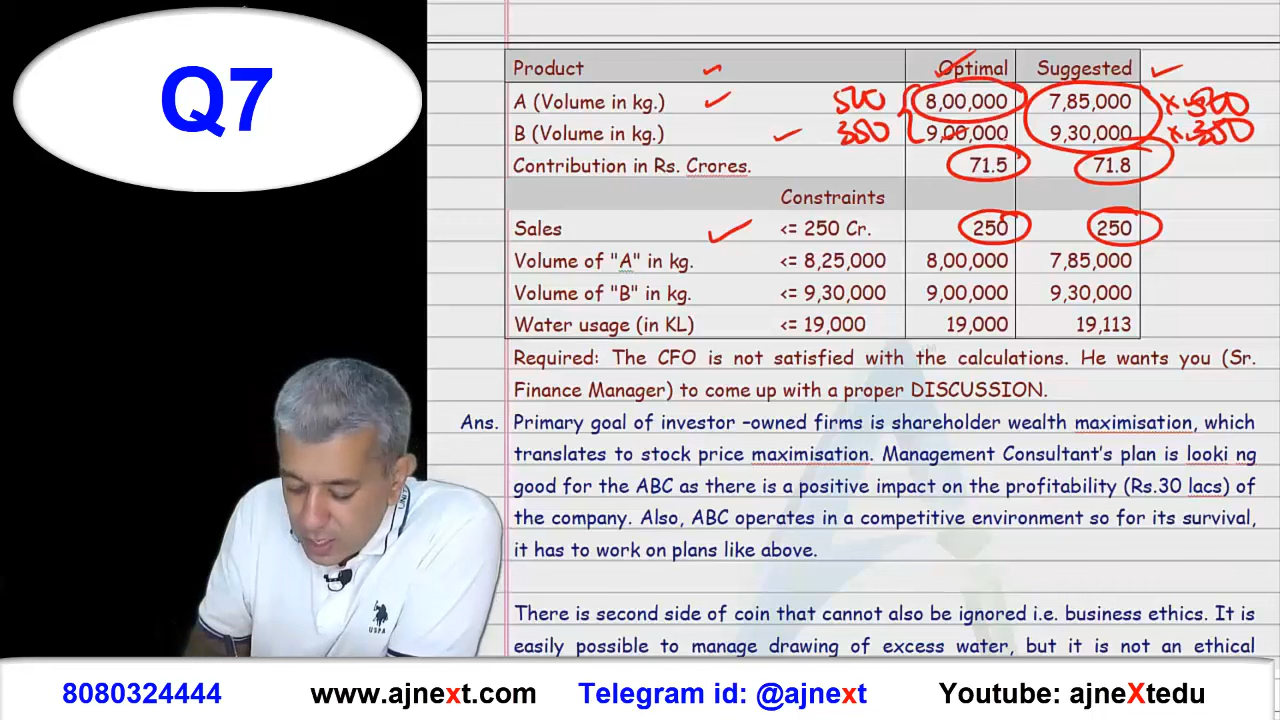 Q7
Product Optimal Suggested
A (Volume in kg.) 500 8,00,000 7,85,000 x 500
B (Volume in kg.) 350 9,00,000 9,30,000 x 350
Contribution in Rs. Crores. 71.5 71.8
Constraints
Sales <= 250 Cr. 250 250
Volume of "A" in kg. <= 8,25,000 8,00,000 7,85,000
Volume of "B" in kg. <= 9,30,000 9,00,000 9,30,000
Water usage (in KL) <= 19,000 19,000 19,113
Required: The CFO is not satisfied with the calculations. He wants you (Sr.
Finance Manager) to come up with a proper DISCUSSION.
Ans. Primary goal of investor –owned firms is shareholder wealth maximisation, which
translates to stock price maximisation. Management Consultant’s plan is looki ng
good for the ABC as there is a positive impact on the profitability (Rs.30 lacs) of
the company. Also, ABC operates in a competitive environment so for its survival,
it has to work on plans like above.
There is second side of coin that cannot also be ignored i.e. business ethics. It is
easily possible to manage drawing of excess water, but it is not an ethical
USPA
8080324444 www.ajnext.com Telegram id: @ajnext Youtube: ajneXtedu